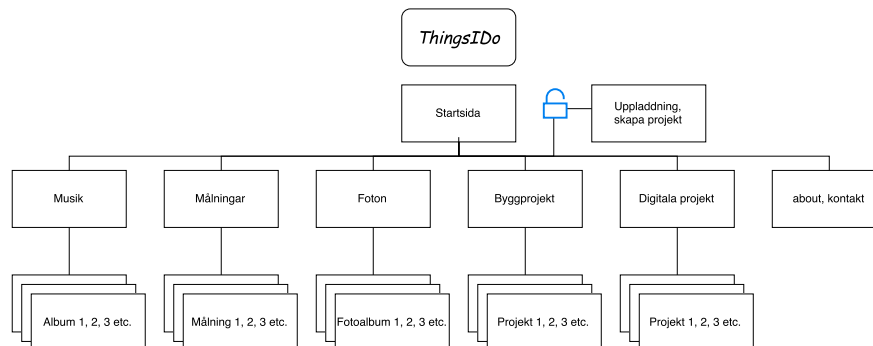 ThingsIDo
Startsida
Uppladdning,
skapa projekt
Musik
Målningar
Foton
Byggprojekt
Digitala projekt
about, kontakt
Album 1, 2, 3 etc.
Målning 1, 2, 3 etc.
Fotoalbum 1, 2, 3 etc.
Projekt 1, 2, 3 etc.
Projekt 1, 2, 3 etc.